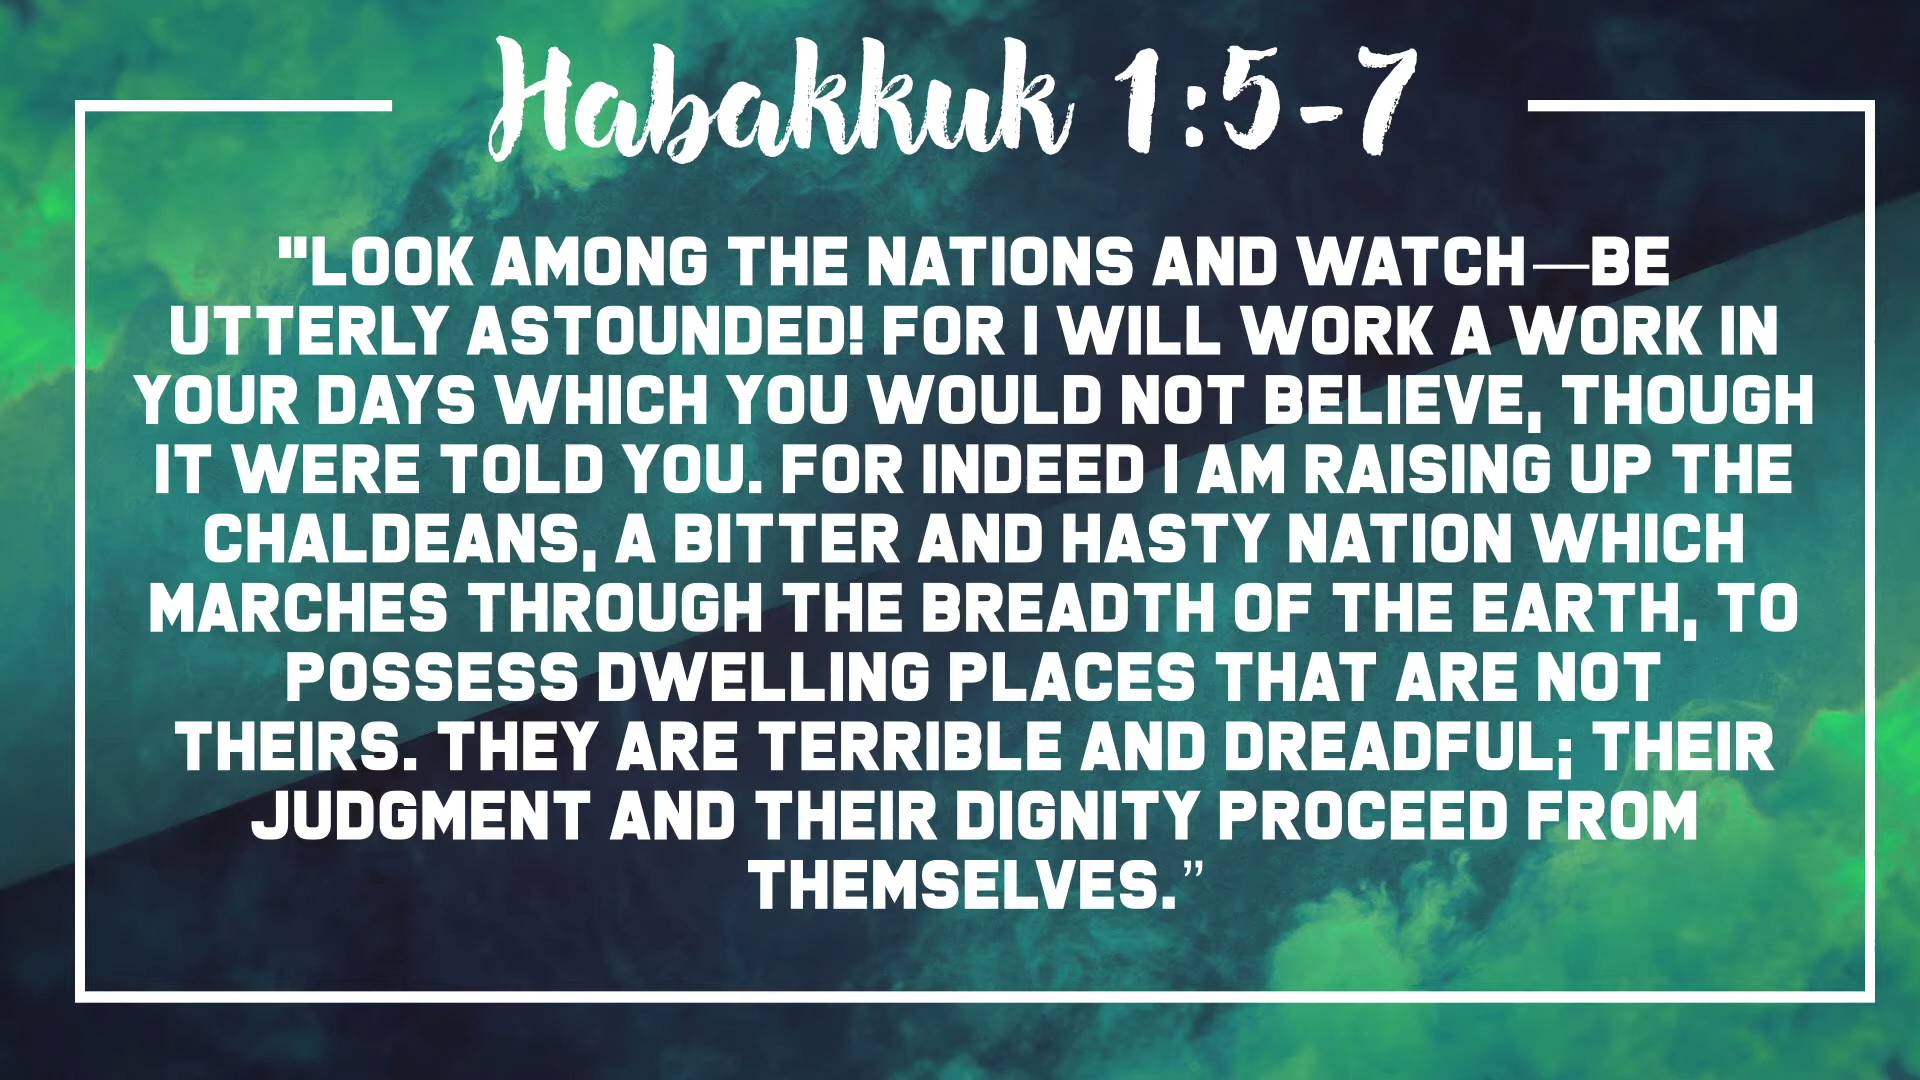 Habakkuk 1:5-7
"LOOK AMONG THE NATIONS AND WATCH—BE
UTTERLY ASTOUNDED! FOR I WILL WORK A WORK IN
YOUR DAYS WHICH YOU WOULD NOT BELIEVE, THOUGH
IT WERE TOLD YOU. FOR INDEED I AM RAISING UP THE
CHALDEANS, A BITTER AND HASTY NATION WHICH
MARCHES THROUGH THE BREADTH OF THE EARTH, TO
POSSESS DWELLING PLACES THAT ARE NOT
THEIRS. THEY ARE TERRIBLE AND DREADFUL; THEIR
JUDGMENT AND THEIR DIGNITY PROCEED FROM
THEMSELVES.”